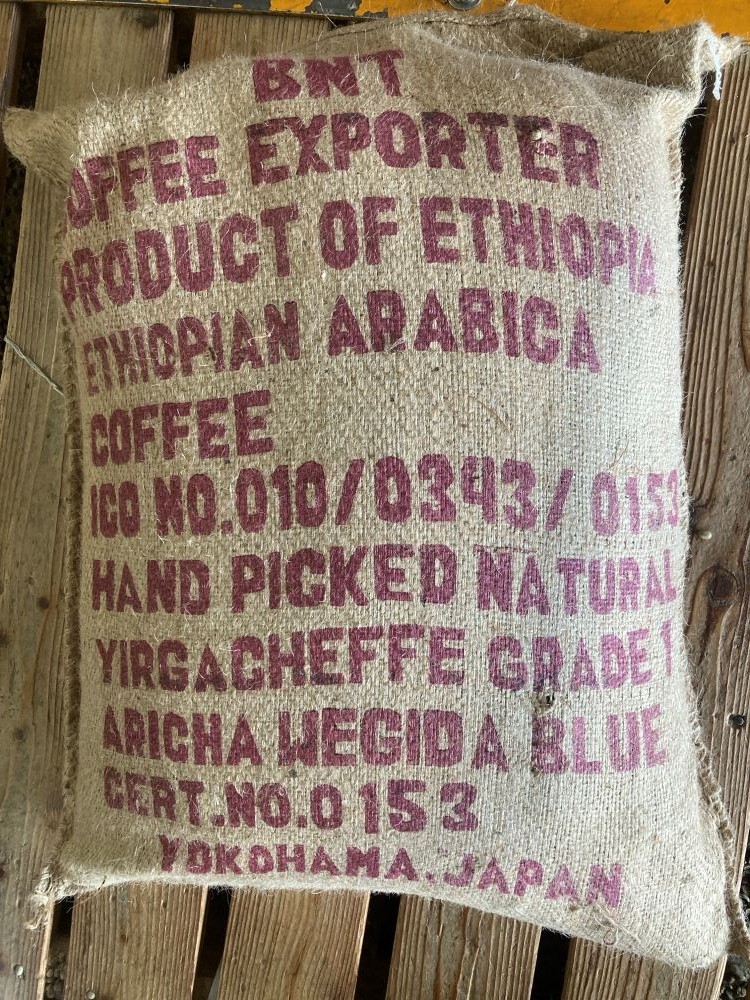 BNT
COFFEE EXPORTER
PRODUCT OF ETHIOPIA
ETHIOPIAN ARABICA
COFFEE
ICO NO.010/0343/0153
HAND PICKED NATURAL
YIRGACHEFFE GRADE 1
ARICHA WEGIDA BLUE
CERT.NO.0153
YOKOHAMA.JAPAN